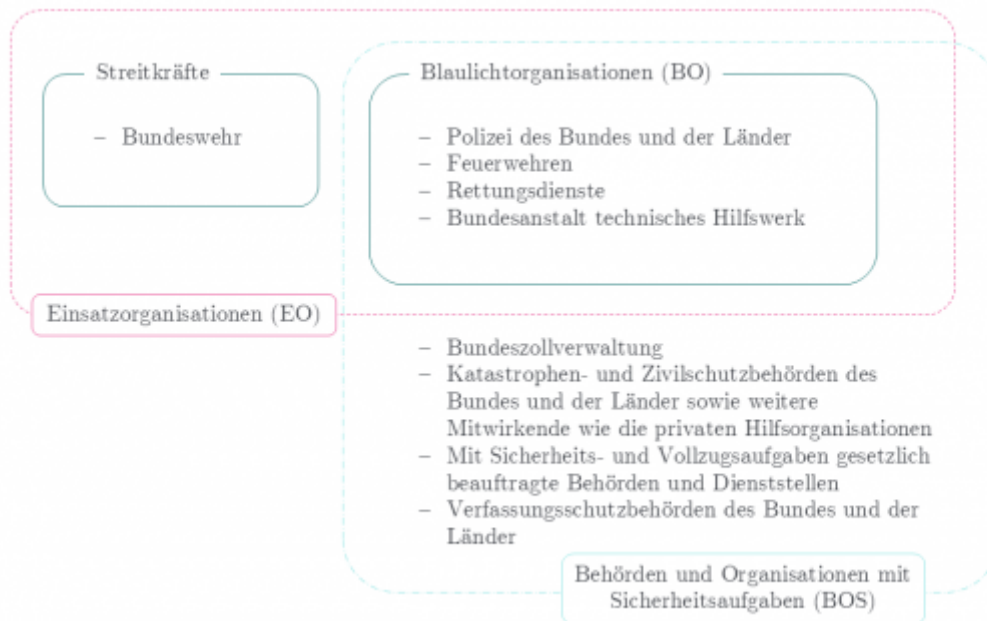 Streitkräfte
– Bundeswehr
Blaulichtorganisationen (BO)
– Polizei des Bundes und der Länder
– Feuerwehren
– Rettungsdienste
– Bundesanstalt technisches Hilfswerk
Einsatzorganisationen (EO)
– Bundeszollverwaltung
– Katastrophen- und Zivilschutzbehörden des
Bundes und der Länder sowie weitere
Mitwirkende wie die privaten Hilfsorganisationen
– Mit Sicherheits- und Vollzugsaufgaben gesetzlich
beauftragte Behörden und Dienststellen
– Verfassungsschutzbehörden des Bundes und der
Länder
Behörden und Organisationen mit
Sicherheitsaufgaben (BOS)